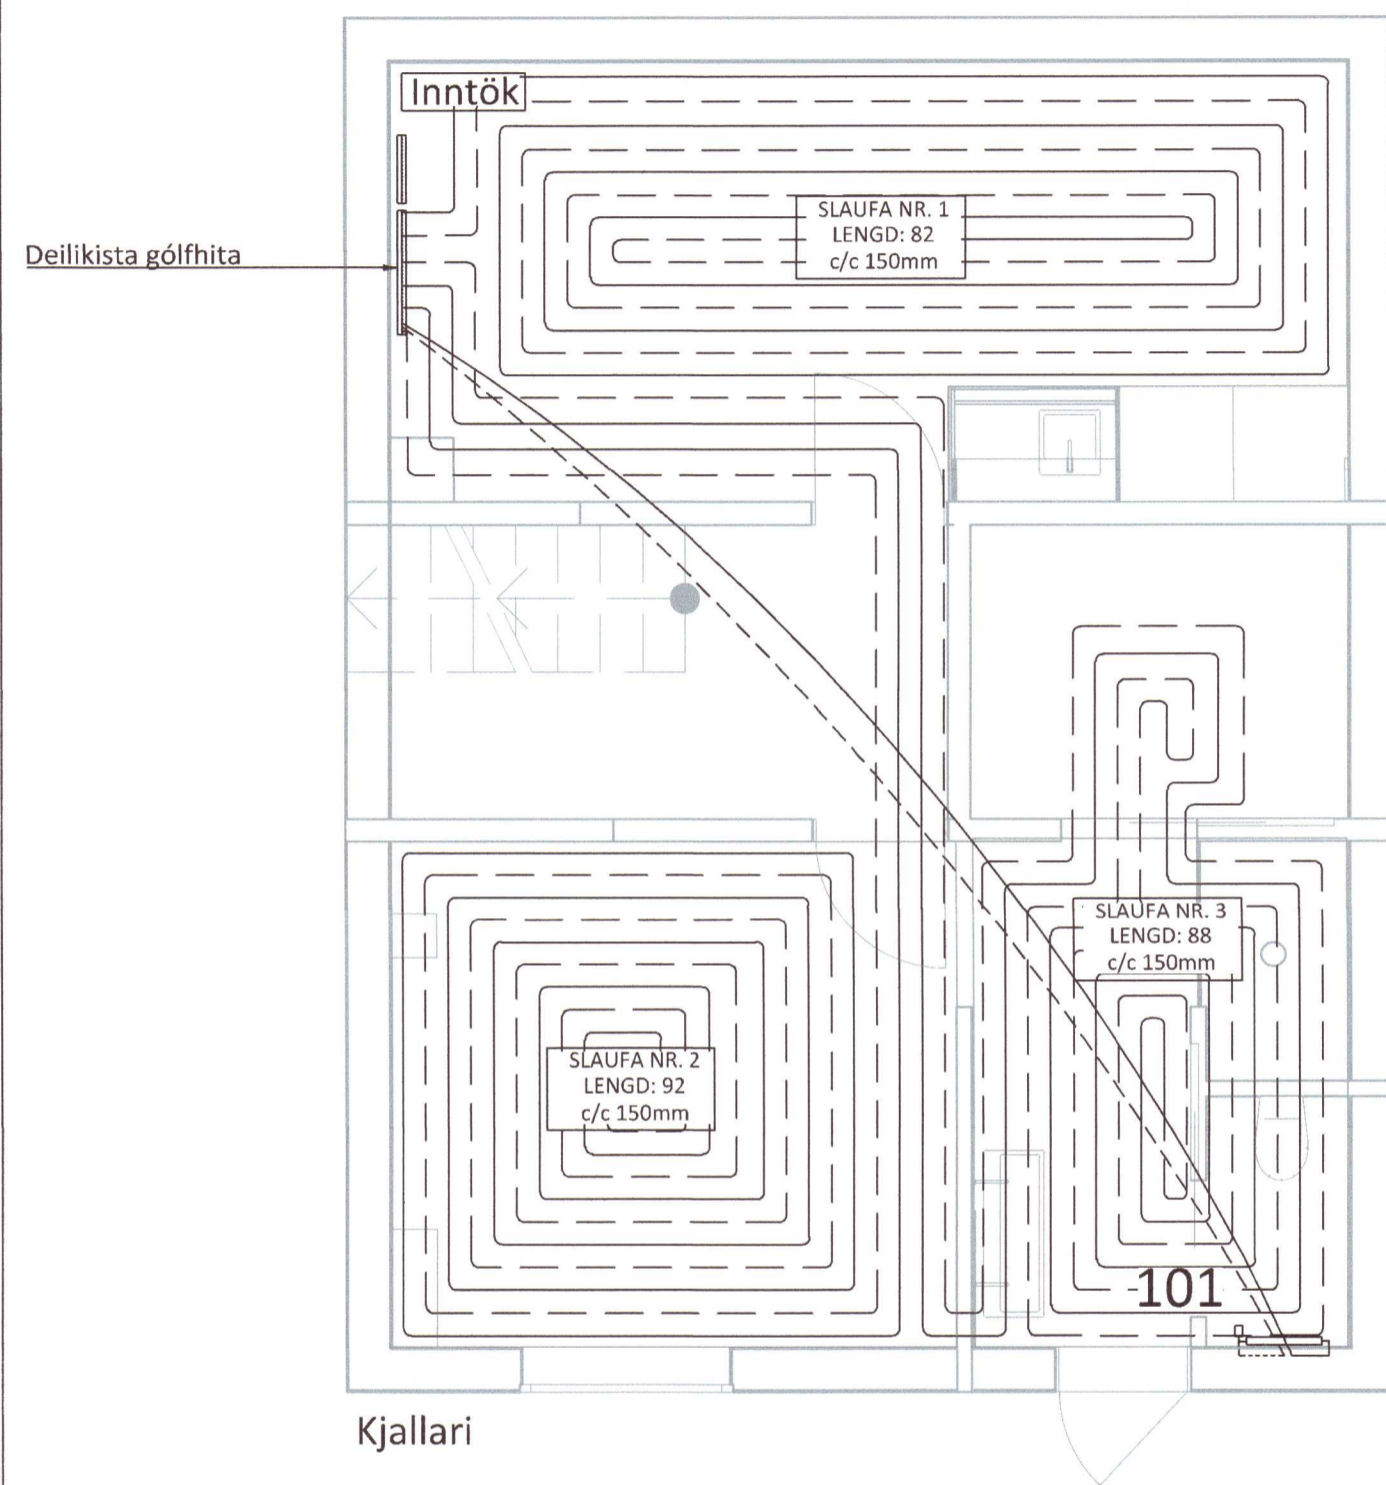 Inntök
SLAUFA NR. 1
LENGD: 82
c/c 150mm
Deilikista gólfhita
SLAUFA NR. 3
LENGD: 88
c/c 150mm
SLAUFA NR. 2
LENGD: 92
c/c 150mm
101
Kjallari